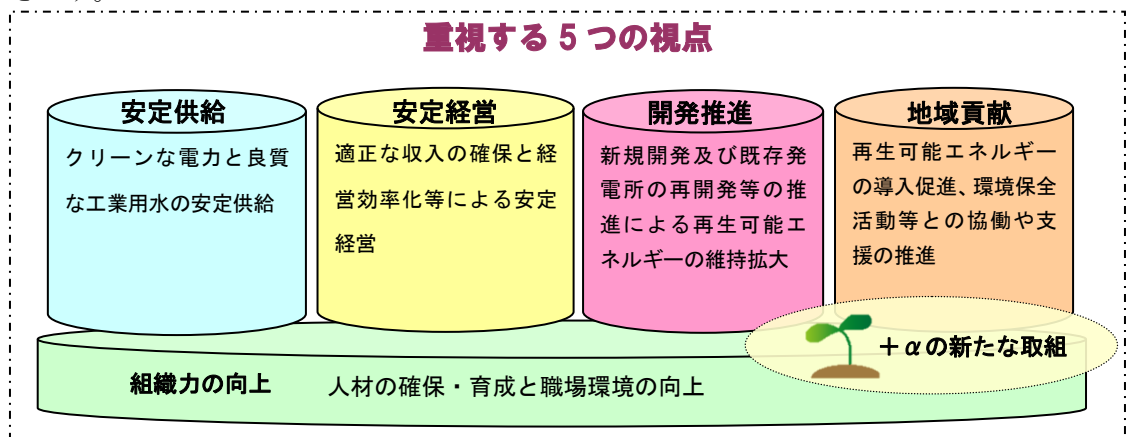 重視する5つの視点
安定供給
クリーンな電力と良質
な工業用水の安定供給
安定経営
適正な収入の確保と経
営効率化等による安定
経営
開発推進
新規開発及び既存発
電所の再開発等の推
進による再生可能エ
ネルギーの維持拡大
地域貢献
再生可能エネルギー
の導入促進、環境保全
活動等との協働や支
援の推進
+αの新たな取組
組織力の向上 人材の確保・育成と職場環境の向上